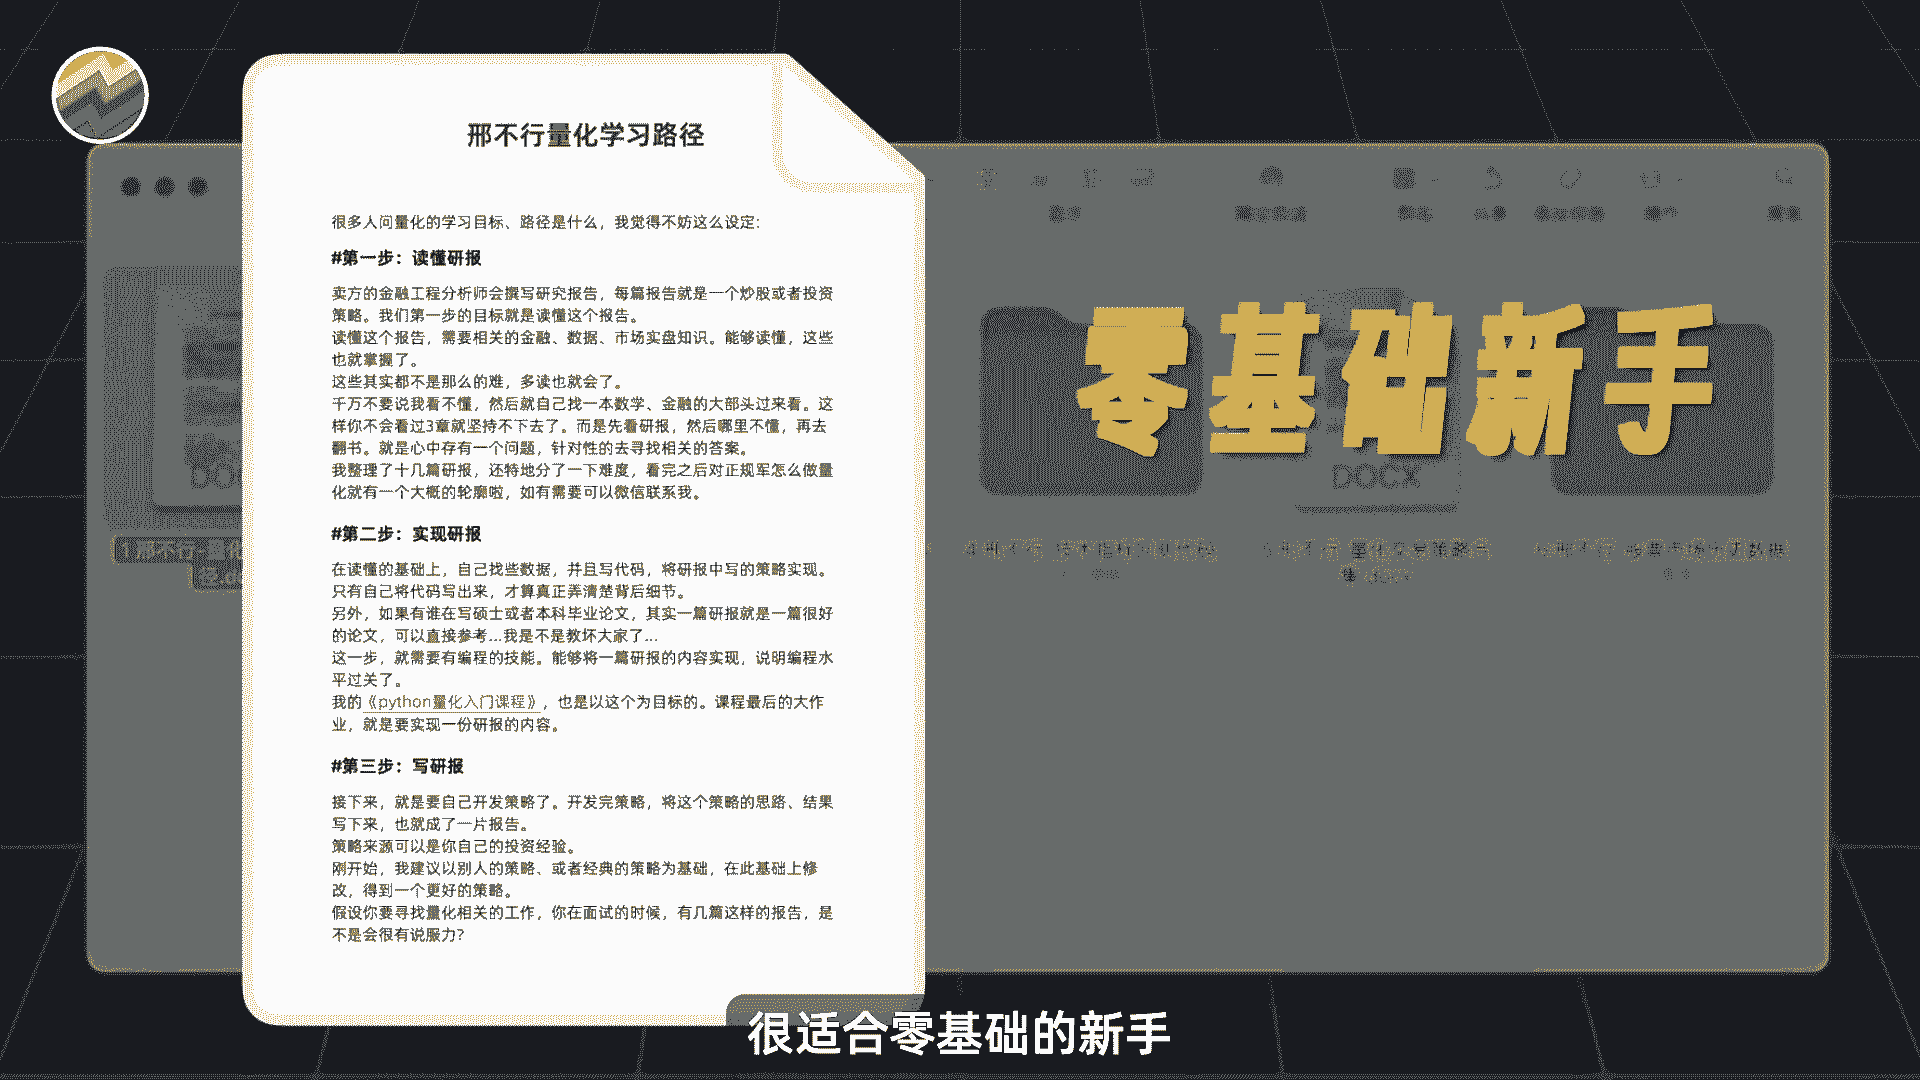 邢不行量化学习路径
很多人问量化的学习目标、路径是什么，我觉得不妨这么设定：
#第一步：读懂研报
卖方的金融工程分析师会撰写研究报告，每篇报告就是一个炒股或者投资
策略。我们第一步的目标就是读懂这个报告。
读懂这个报告，需要相关的金融、数据、市场实盘知识。能够读懂，这些
也就掌握了。
这些其实都不是那么的难，多读也就会了。
千万不要说我看不懂，然后就自己找一本数学、金融的大部头过来看。这
样你不会看过3章就坚持不下去了。而是先看研报，然后哪里不懂，再去
翻书。就是心中存有一个问题，针对性的去寻找相关的答案。
我整理了十几篇研报，还特地分了一下难度，看完之后对正规军怎么做量
化就有一个大概的轮廓啦，如有需要可以微信联系我。
#第二步：实现研报
在读懂的基础上，自己找些数据，并且写代码，将研报中写的策略实现。
只有自己将代码写出来，才算真正弄清楚背后细节。
另外，如果有谁在写硕士或者本科毕业论文，其实一篇研报就是一篇很好
的论文，可以直接参考...我是不是教坏大家了...
这一步，就需要有编程的技能。能够将一篇研报的内容实现，说明编程水
平过关了。
我的《python量化入门课程》，也是以这个为目标的。课程最后的大作
业，就是要实现一份研报的内容。
#第三步：写研报
接下来，就是要自己开发策略了。开发完策略，将这个策略的思路、结果
写下来，也就成了一片报告。
策略来源可以是你自己的投资经验。
刚开始，我建议以别人的策略、或者经典的策略为基础，在此基础上修
改，得到一个更好的策略。
假设你要寻找量化相关的工作，你在面试的时候，有几篇这样的报告，是
不是会很有说服力？
零基础新手
DOCX
很适合零基础的新手